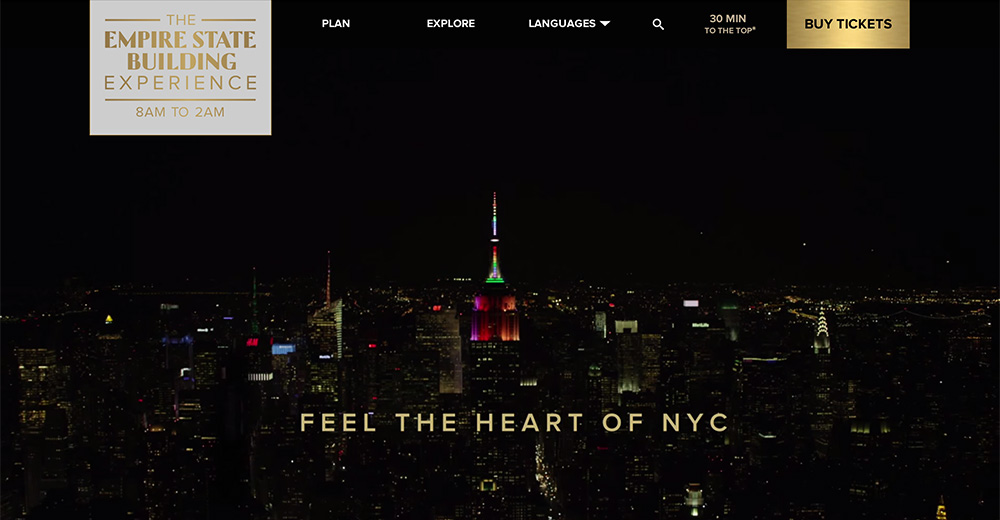 THE
EMPIRE STATE
BUILDING
EXPERIENCE
8AM TO 2AM
PLAN
EXPLORE
LANGUAGES
30 MIN
TO THE TOP*
BUY TICKETS
H&M
MetLife
FEEL THE HEART OF NYC